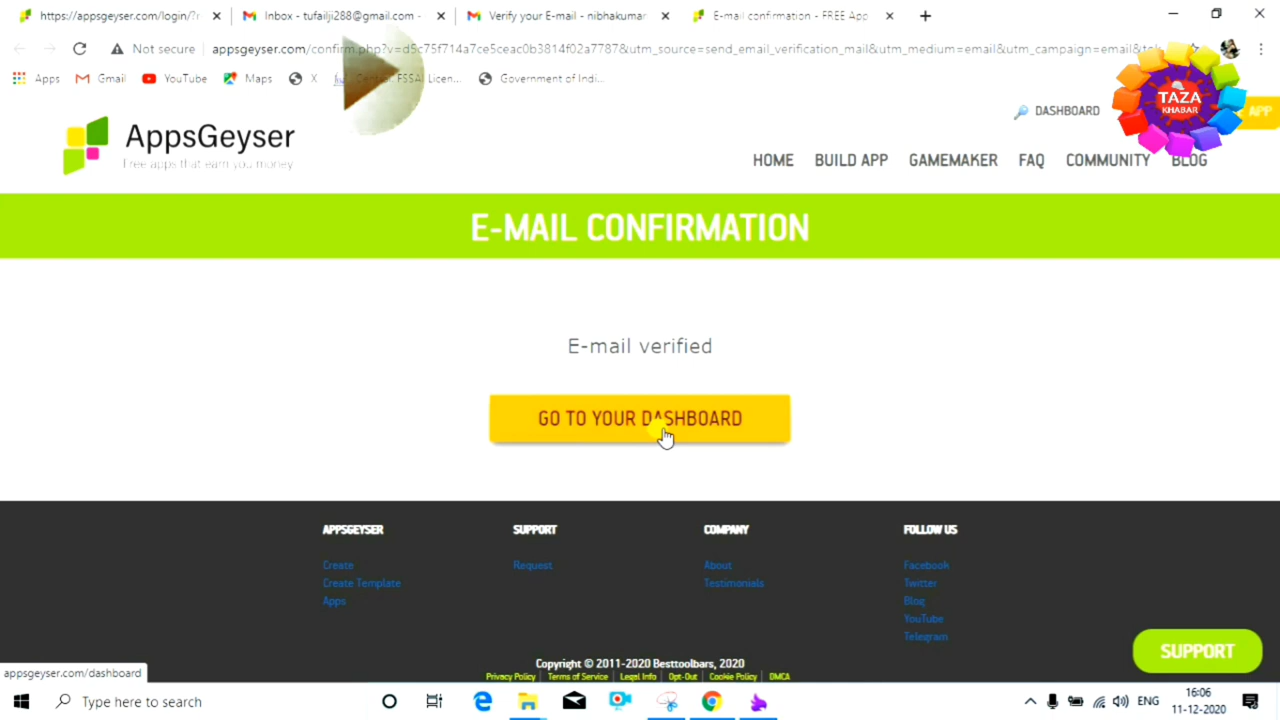 https://appsgeyser.com/login/?r
Inbox - tufailji288@gmail.com -
Verify your E-mail - nibhakumar
E-mail confirmation - FREE App
Not secure
appsgeyser.com/confirm.php?v=d5c75f714a7ce5ceac0b3814f02a7787&utm_source=send_email_verification_mail&utm_medium=email&utm_campaign=email&tok
Apps
Gmail
YouTube
Maps
X
FSSAI Licen...
Government of Indi...
TAZA
KHABAR
AppsGeyser
Free apps that earn you money
DASHBOARD
APP
HOME
BUILD APP
GAMEMAKER
FAQ
COMMUNITY
BLOG
E-MAIL CONFIRMATION
E-mail verified
GO TO YOUR DASHBOARD
APPSGEYSER
Create
Create Template
Apps
SUPPORT
Request
COMPANY
About
Testimonials
FOLLOW US
Facebook
Twitter
Blog
YouTube
Telegram
SUPPORT
Copyright © 2011-2020 Besttoolbars, 2020
Privacy Policy | Terms of Service | Legal Info | Opt-Out | Cookie Policy | DMCA
appsgeyser.com/dashboard
Type here to search
ENG
16:06
11-12-2020